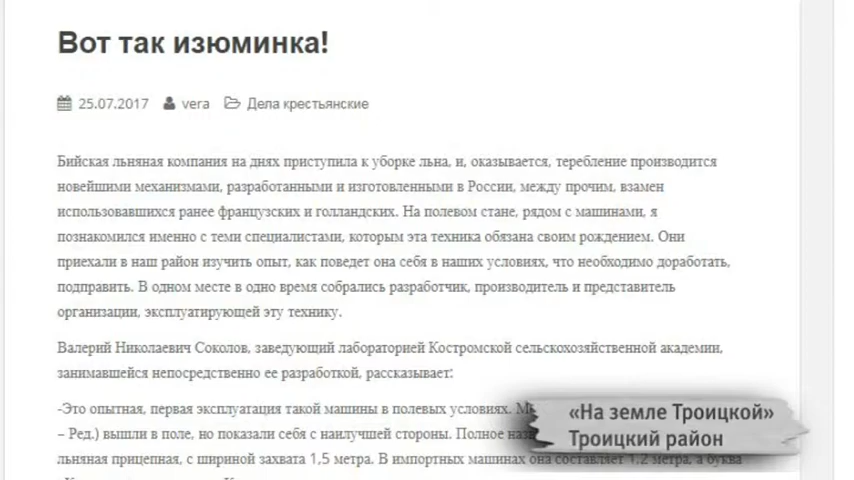 Вот так изюминка!
25.07.2017 vera Дела крестьянские
Бийская льняная компания на днях приступила к уборке льна, и, оказывается, теребление производится
новейшими механизмами, разработанными и изготовленными в России, между прочим, взамен
использовавшихся ранее французских и голландских. На полевом стане, рядом с машинами, я
познакомился именно с теми специалистами, которым эта техника обязана своим рождением. Они
приехали в наш район изучить опыт, как поведет она себя в наших условиях, что необходимо доработать,
подправить. В одном месте в одно время собрались разработчик, производитель и представитель
организации, эксплуатирующей эту технику.
Валерий Николаевич Соколов, заведующий лабораторией Костромской сельскохозяйственной академии,
занимавшейся непосредственно ее разработкой, рассказывает:
-Это опытная, первая эксплуатация такой машины в полевых условиях.
– Ред.) вышли в поле, но показали себя с наилучшей стороны. Полное
льняная прицепная, с шириной захвата 1,5 метра. В импортных машинах она составляет 1,2 метра, а буква
«На земле Троицкой»
Троицкий район